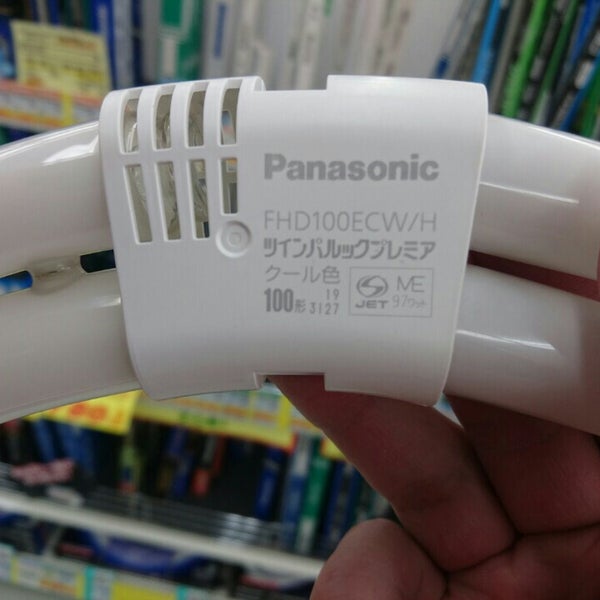 Panasonic
FHD100ECW/H
ツインパルックプレミア
クール色
100形 19 3127
JET ME 97ワット